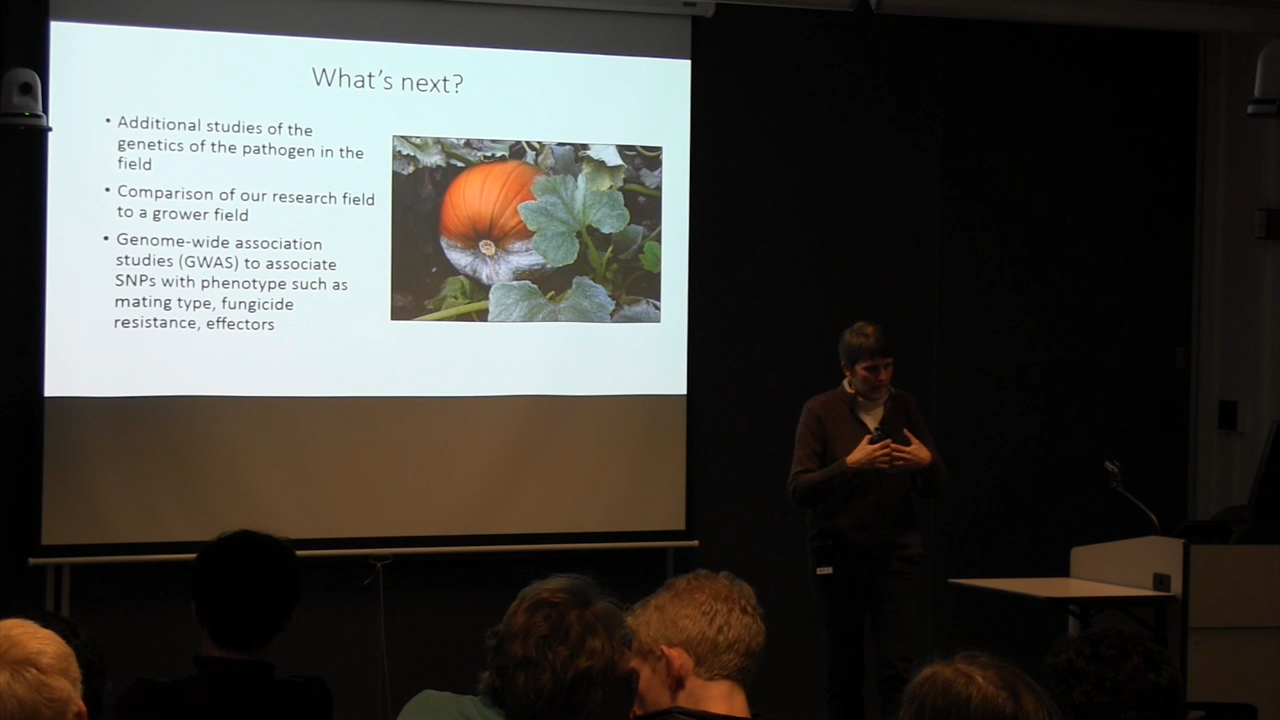 What's next?
• Additional studies of the
genetics of the pathogen in the
field
• Comparison of our research field
to a grower field
• Genome-wide association
studies (GWAS) to associate
SNPs with phenotype such as
mating type, fungicide
resistance, effectors